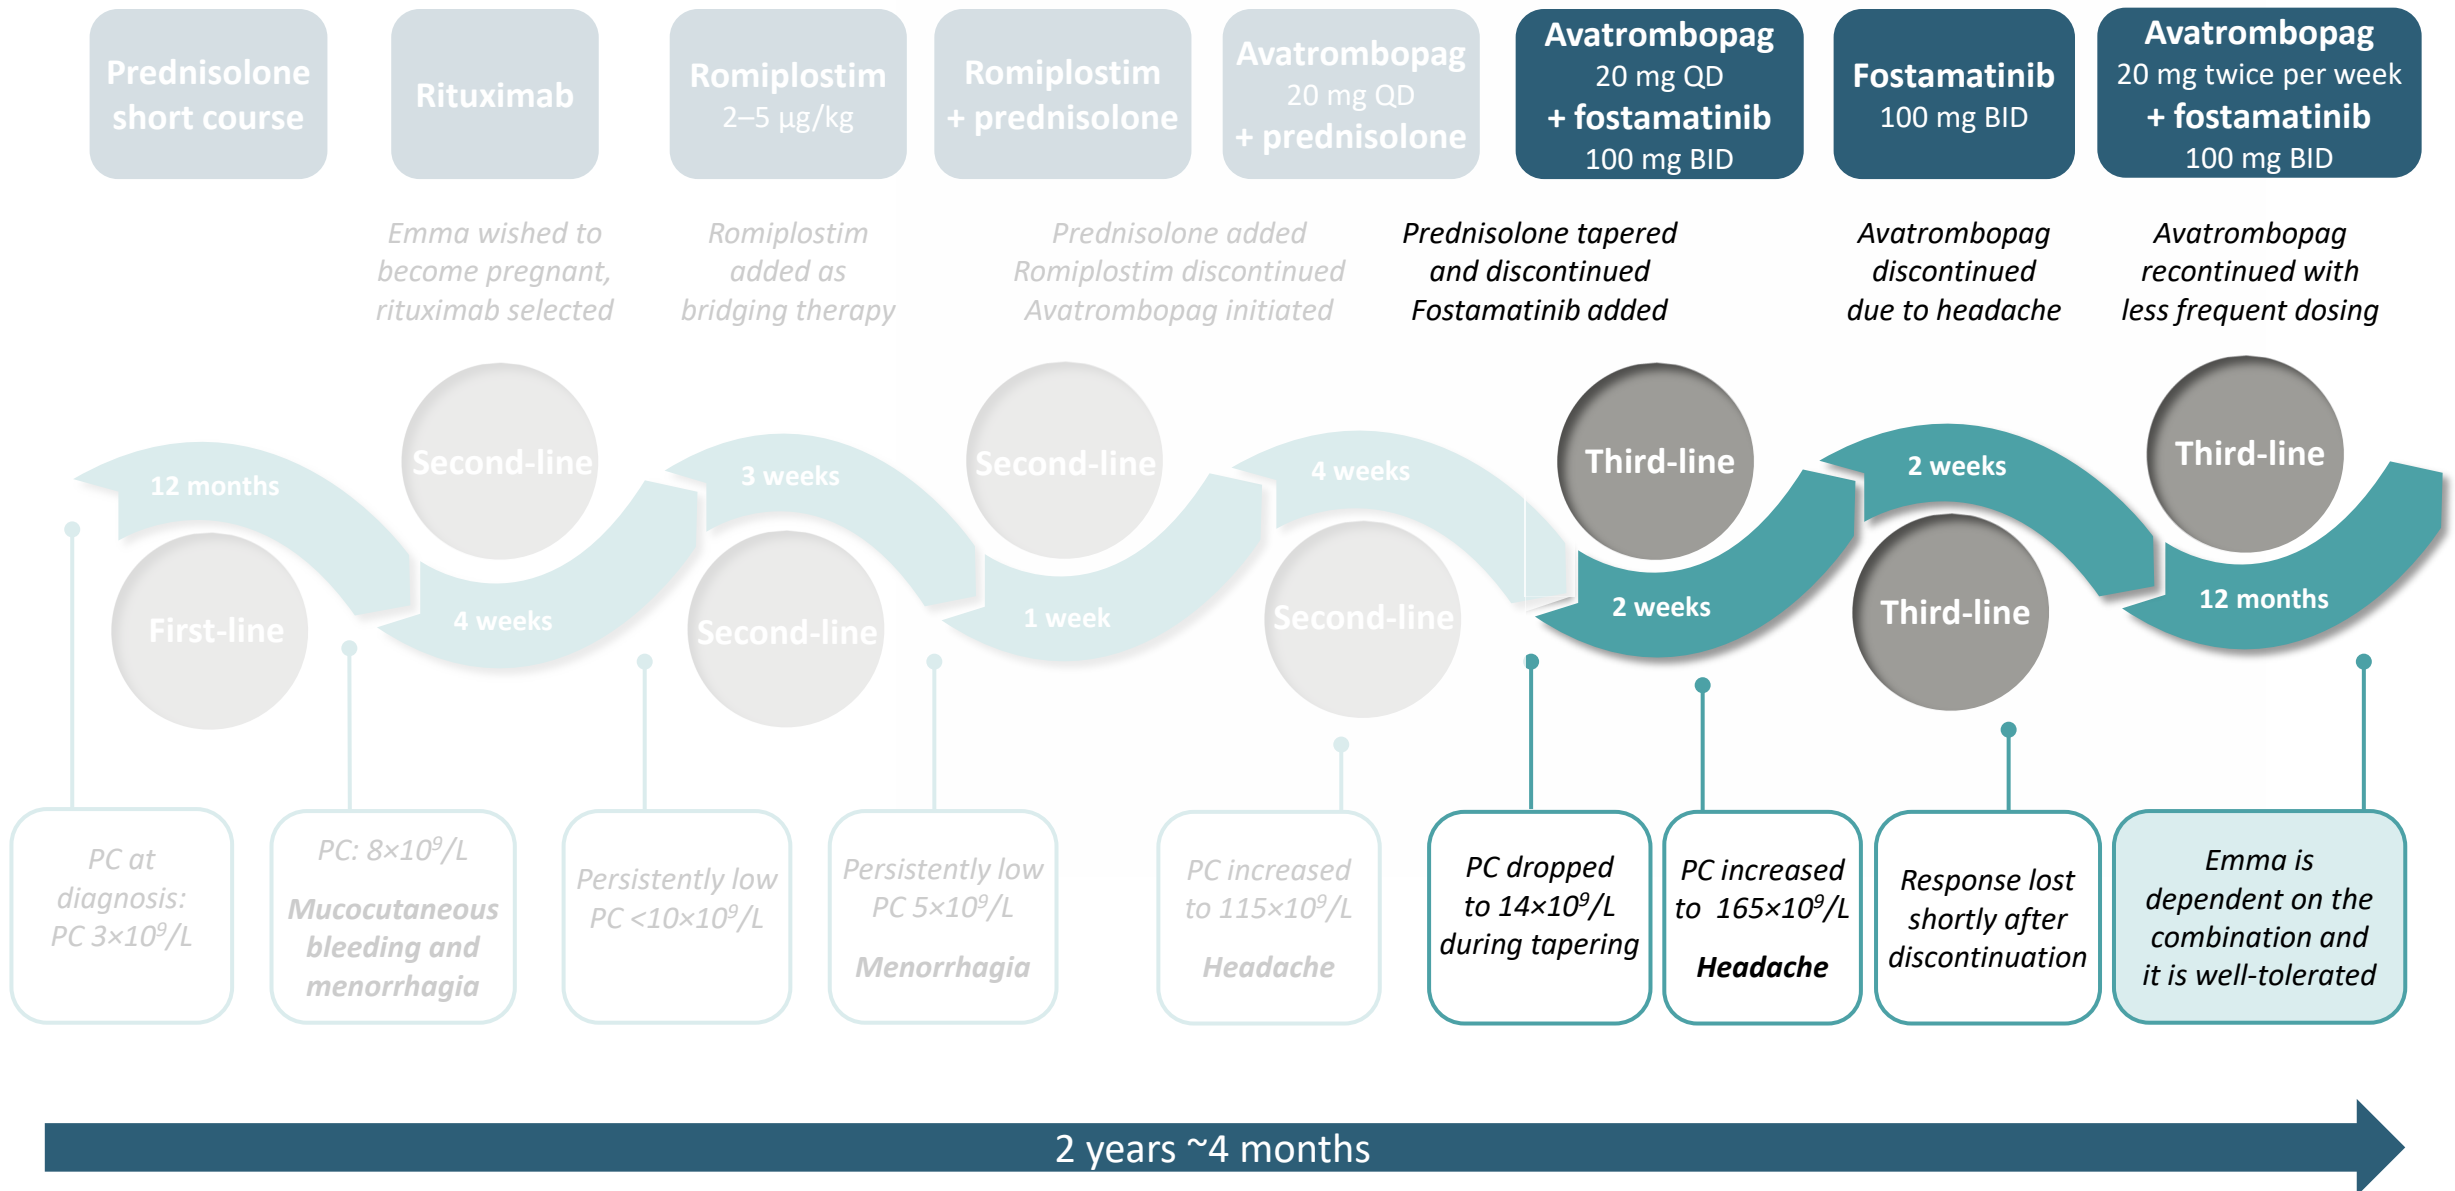 Prednisolone
short course
Rituximab
Romiplostim
2–5 µg/kg
Romiplostim
+ prednisolone
Avatrombopag
20 mg QD
+ prednisolone
Avatrombopag
20 mg QD
+ fostamatinib
100 mg BID
Fostamatinib
100 mg BID
Avatrombopag
20 mg twice per week
+ fostamatinib
100 mg BID
Emma wished to
become pregnant,
rituximab selected
Romiplostim
added as
bridging therapy
Prednisolone added
Romiplostim discontinued
Avatrombopag initiated
Prednisolone tapered
and discontinued
Fostamatinib added
Avatrombopag
discontinued
due to headache
Avatrombopag
recontinued with
less frequent dosing
12 months
First-line
Second-line
4 weeks
3 weeks
Second-line
Second-line
1 week
4 weeks
Second-line
Third-line
2 weeks
2 weeks
Third-line
Third-line
12 months
PC at
diagnosis:
PC 3×10⁹/L
PC: 8×10⁹/L
Mucocutaneous
bleeding and
menorrhagia
Persistently low
PC <10×10⁹/L
Persistently low
PC 5×10⁹/L
Menorrhagia
PC increased
to 115×10⁹/L
Headache
PC dropped
to 14×10⁹/L
during tapering
PC increased
to 165×10⁹/L
Headache
Response lost
shortly after
discontinuation
Emma is
dependent on the
combination and
it is well-tolerated
2 years ~4 months